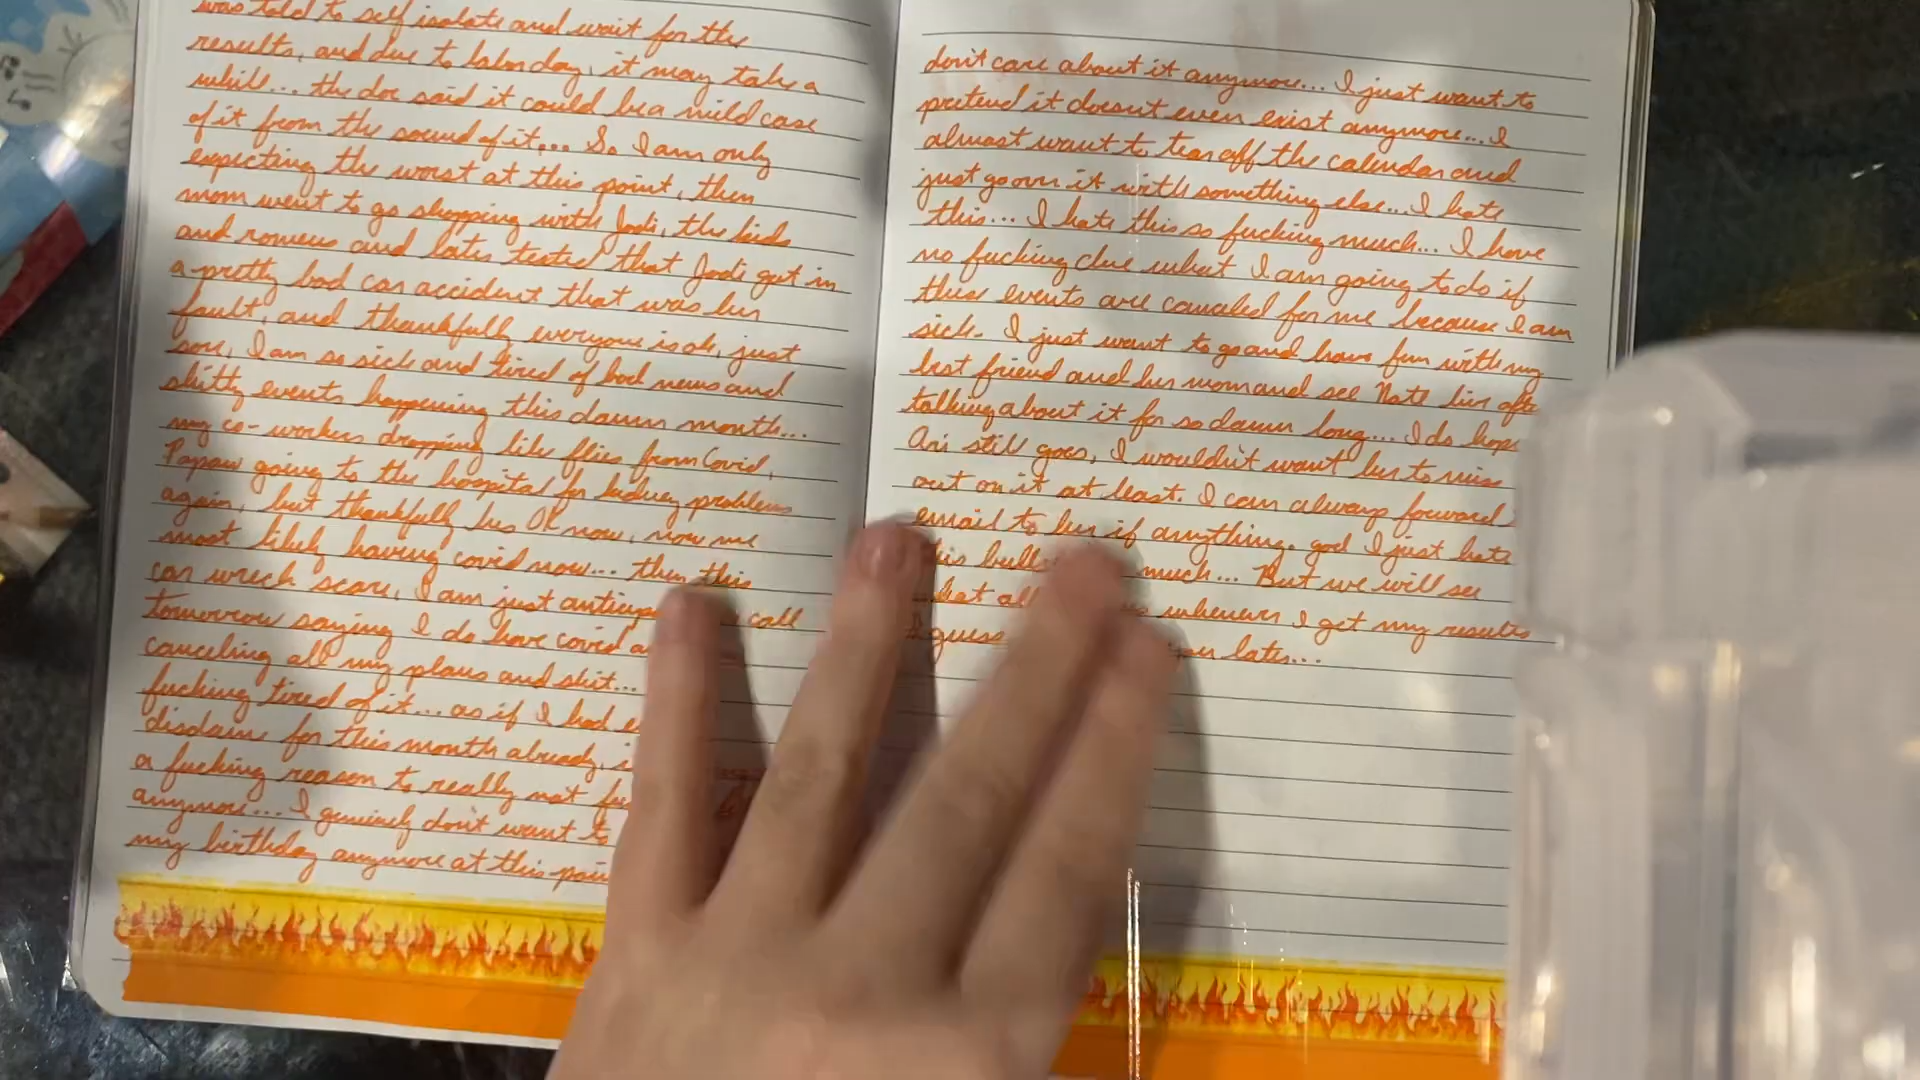 was told to self isolate and wait for the
results, and due to labor day, it may take a
while... the doc said it could be a mild case
of it from the sound of it... So I am only
expecting the worst at this point, then
mom went to go shopping with Jodi, the kids
and romeus and later texted that Jodi got in
a pretty bad car accident that was her
fault, and thankfully everyone is ok, just
sore, I am so sick and tired of bad news and
shitty events happening this damn month...
my co-workers dropping like flies from Covid,
Papaw going to the hospital for kidney problems
again, but thankfully hes OK now, now me
most likely having covid now... then this
car wreck scare, I am just call
tomorrow saying I do have covid
canceling all my plans and shit...
fucking tired of it... as if I had
disdain for this month already,
a fucking reason to really not
anymore... I genuinely don't want to
my birthday anymore at this
don't care about it anymore... I just want to
pretend it doesnt even exist anymore... I
almost want to tear off the calendar and
just go over it with something else... I hate
this... I hate this so fucking much... I have
no fucking clue what I am going to do if
these events are canceled for me because I am
sick. I just want to go and have fun with my
best friend and her mom and see Nate live
talking about it for so damn long... I do hope
Ari still goes, I wouldn't want her to miss
out on it at least. I can always forward
email to her if anything. god I just hate
much... But we will see
whenever I get my results
I guess later...